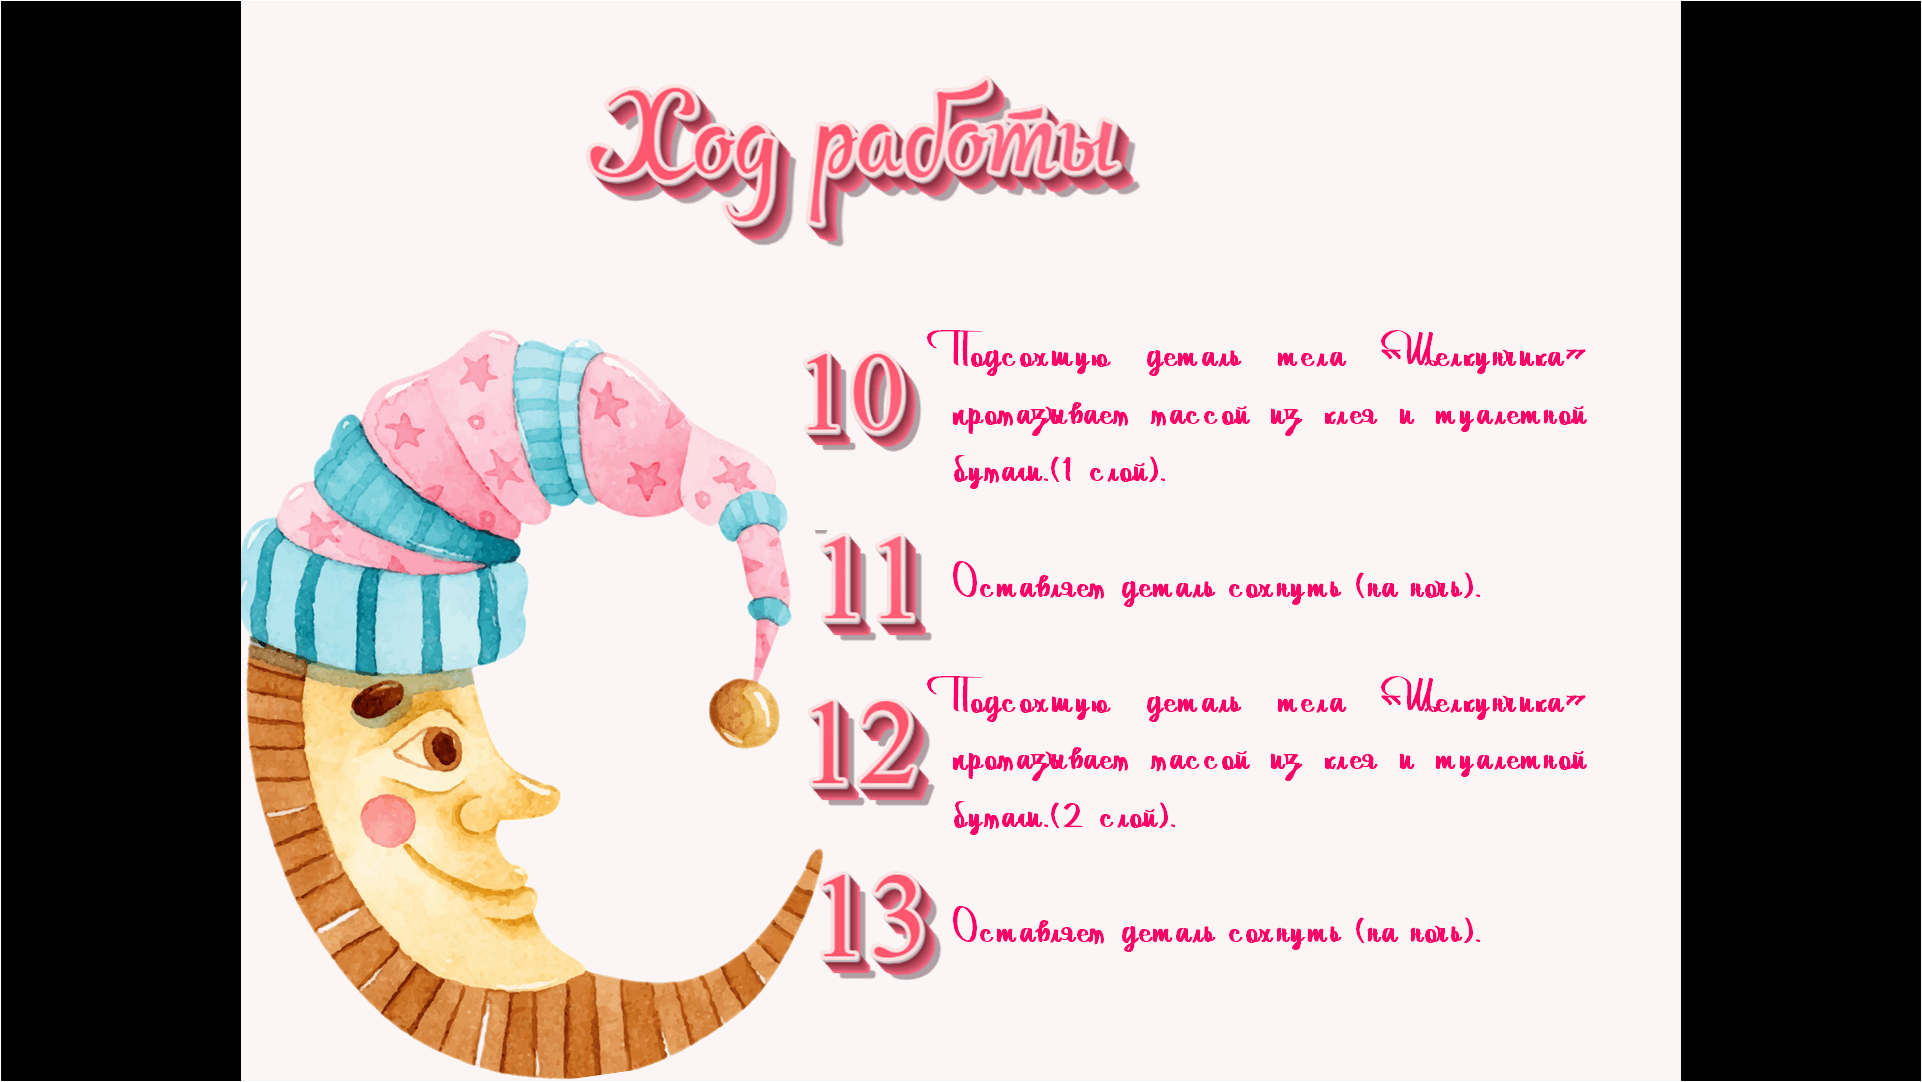 Ход работы
10
Подсохшую деталь тела «Щелкунчика»
промазывает массой из клея и туалетной
бумаги.(1 слой).
11
Оставляет деталь сохнуть (на ночь).
12
Подсохшую деталь тела «Щелкунчика»
промазывает массой из клея и туалетной
бумаги.(2 слой).
13
Оставляет деталь сохнуть (на ночь).